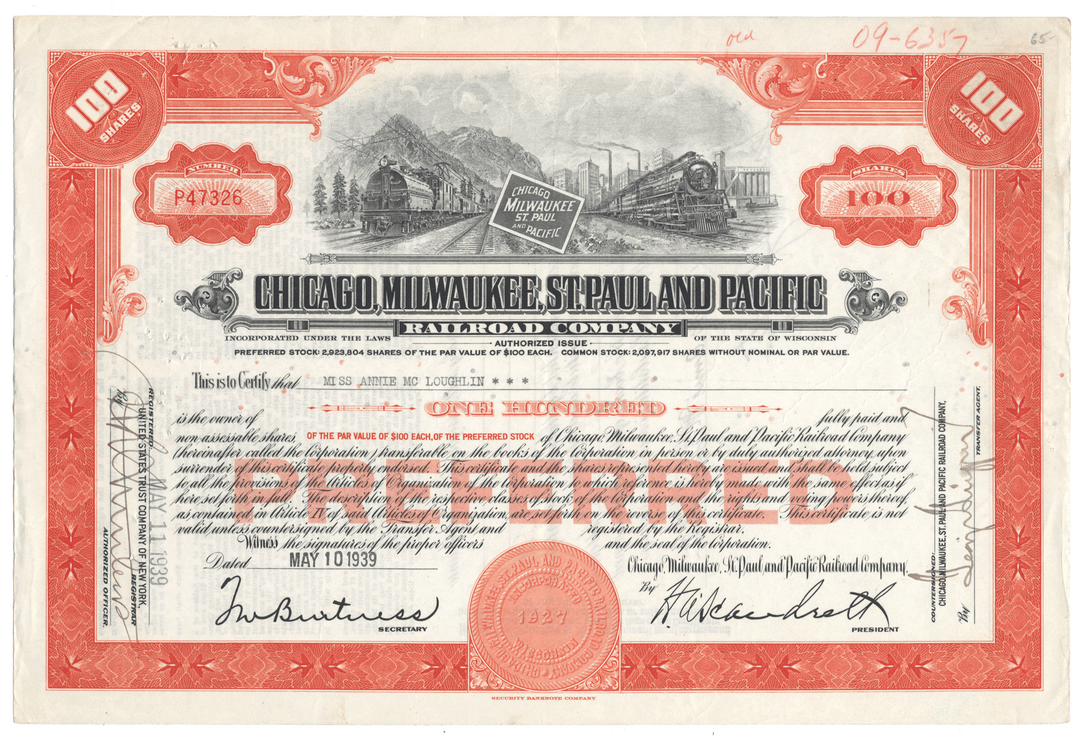 old 09-6357 65-
100 SHARES
100 SHARES
NUMBER
P47326
SHARES
100
CHICAGO
MILWAUKEE
ST. PAUL
AND PACIFIC
CHICAGO, MILWAUKEE, ST. PAUL AND PACIFIC
RAILROAD COMPANY
INCORPORATED UNDER THE LAWS OF THE STATE OF WISCONSIN
AUTHORIZED ISSUE
PREFERRED STOCK: 2,923,804 SHARES OF THE PAR VALUE OF $100 EACH. COMMON STOCK: 2,097,917 SHARES WITHOUT NOMINAL OR PAR VALUE.
This is to Certify that MISS ANNIE MC LOUGHLIN * * *
is the owner of ONE HUNDRED fully paid and
non-assessable shares OF THE PAR VALUE OF $100 EACH, OF THE PREFERRED STOCK of Chicago, Milwaukee, St. Paul and Pacific Railroad Company
(hereinafter called the Corporation), transferable on the books of the Corporation in person or by duly authorized attorney, upon
surrender of this certificate properly endorsed. This certificate and the shares represented hereby are issued and shall be held subject
to all the provisions of the Articles of Organization of the Corporation to which reference is hereby made with the same effect as if
here set forth in full. The description of the respective classes of stock of the Corporation and the rights and voting powers thereof,
as contained in Article IV of said Articles of Organization, are set forth on the reverse of this certificate. This certificate is not
valid unless countersigned by the Transfer Agent and registered by the Registrar.
Witness the signatures of the proper officers and the seal of the Corporation.
PREFERRED
Dated MAY 10 1939
Chicago, Milwaukee, St. Paul and Pacific Railroad Company,
By
SECRETARY
PRESIDENT
1927
REGISTERED:
UNITED STATES TRUST COMPANY OF NEW YORK
REGISTRAR
By
MAY 11 1939
AUTHORIZED OFFICER.
COUNTERSIGNED:
CHICAGO, MILWAUKEE, ST. PAUL AND PACIFIC RAILROAD COMPANY,
TRANSFER AGENT.
By
SECURITY BANKNOTE COMPANY